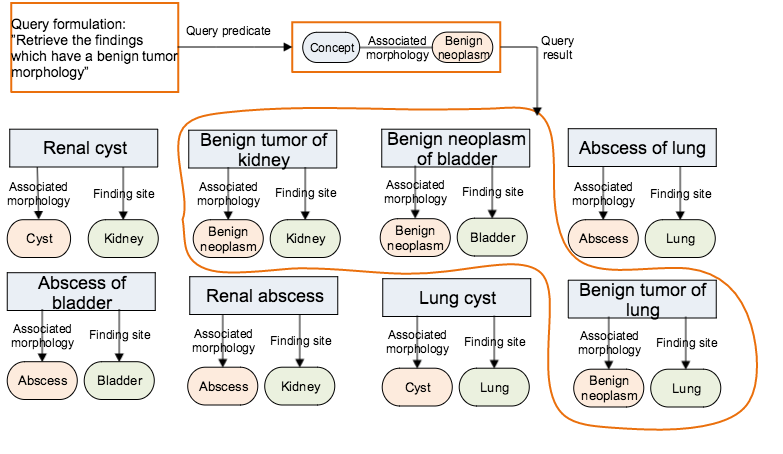 Query formulation:
"Retrieve the findings
which have a benign tumor
morphology"
Query predicate
Concept
Associated
morphology
Benign
neoplasm
Query
result
Renal cyst
Associated
morphology
Finding site
Cyst
Kidney
Benign tumor of
kidney
Associated
morphology
Finding site
Benign
neoplasm
Kidney
Benign neoplasm
of bladder
Associated
morphology
Finding site
Benign
neoplasm
Bladder
Abscess of lung
Associated
morphology
Finding site
Abscess
Lung
Abscess of
bladder
Associated
morphology
Finding site
Abscess
Bladder
Renal abscess
Associated
morphology
Finding site
Abscess
Kidney
Lung cyst
Associated
morphology
Finding site
Cyst
Lung
Benign tumor of
lung
Associated
morphology
Finding site
Benign
neoplasm
Lung